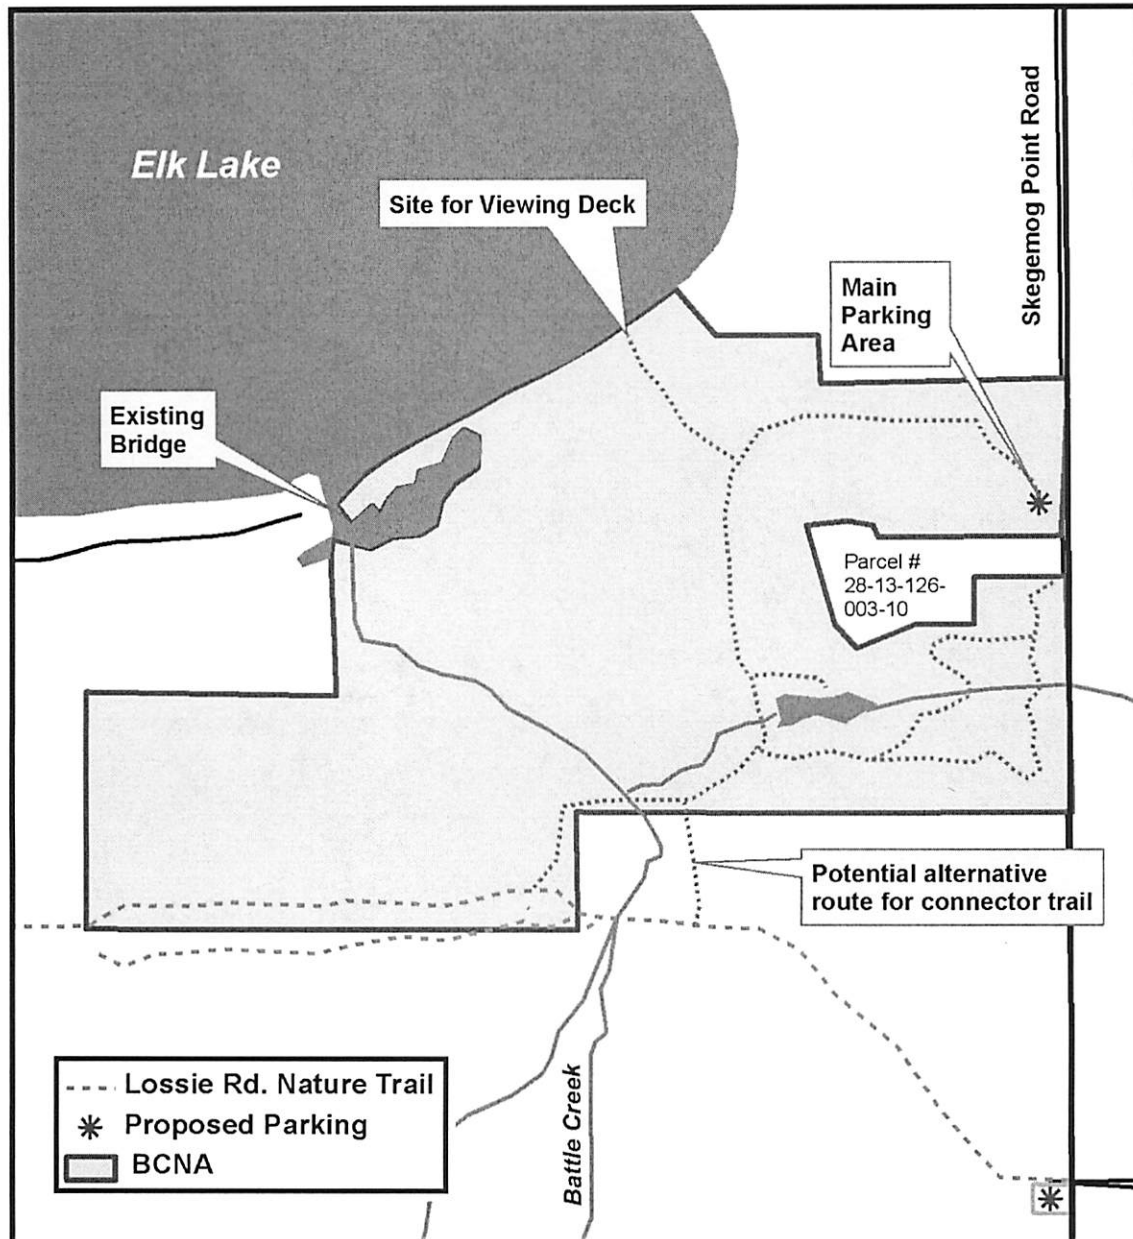 Elk Lake
Skegemog Point Road
Site for Viewing Deck
Main
Parking
Area
Existing
Bridge
Parcel #
28-13-126-
003-10
Potential alternative
route for connector trail
Battle Creek
Lossie Rd. Nature Trail
Proposed Parking
BCNA